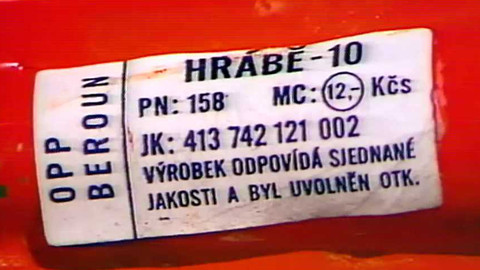 OPP
BEROUN
HRÁBĚ-10
PN: 158 MC: 12,- Kčs
JK: 413 742 121 002
VÝROBEK ODPOVÍDÁ SJEDNANÉ
JAKOSTI A BYL UVOLNĚN OTK.